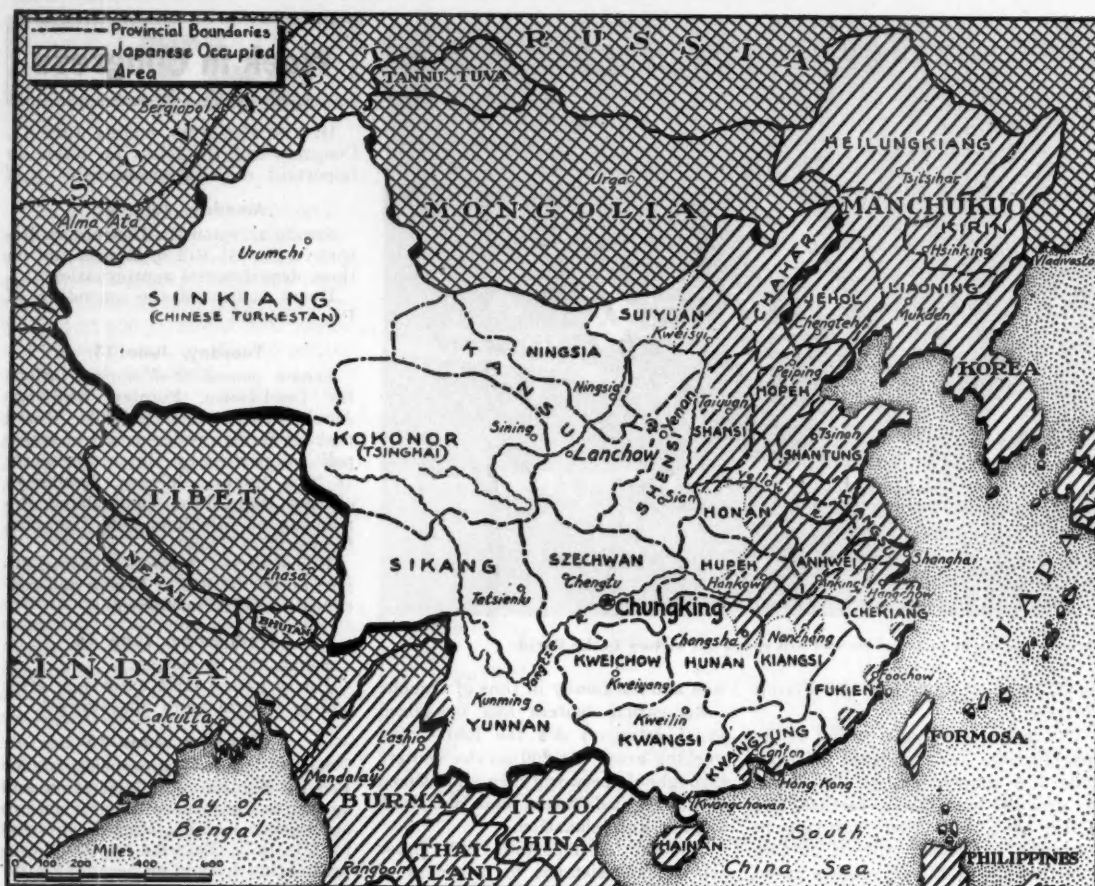 Provincial Boundaries
Japanese Occupied
Area
SOVIET RUSSIA
TANNU TUVA
Sergiopol
Alma Ata
Urga
MONGOLIA
HEILUNGKIANG
Tsitsihar
MANCHUKUO
KIRIN
Hsinking
Vladivostok
LIAONING
Mukden
JEHOL
Chengteh
CHAHAR
Urumchi
SINKIANG
(CHINESE TURKESTAN)
SUIYUAN
Kweisui
NINGSIA
Ningsia
KANSU
Peiping
HOPEH
KOREA
Taiyuan
SHANSI
Yenan
SHENSI
Tsinan
SHANTUNG
KOKONOR
(TSINGHAI)
Sining
Lanchow
Yellow
Sian
HONAN
KIANGSU
TIBET
Lhasa
NEPAL
BHUTAN
INDIA
Calcutta
SIKANG
Tatsienlu
SZECHWAN
Chengtu
Chungking
HUPEH
Hankow
ANHWEI
Anking
Shanghai
Hangchow
CHEKIANG
JAPAN
Changsha
HUNAN
Nanchang
KIANGSI
KWEICHOW
Kweiyang
Yangtze R.
FUKIEN
Foochow
Kunming
YUNNAN
Kweilin
KWANGSI
KWANGTUNG
Canton
Hong Kong
Kwangchowan
FORMOSA
Lashio
Mandalay
BURMA
Rangoon
INDO
CHINA
THAI-
LAND
HAINAN
South
China Sea
PHILIPPINES
Bay of
Bengal
Miles
0 100 200 400 600